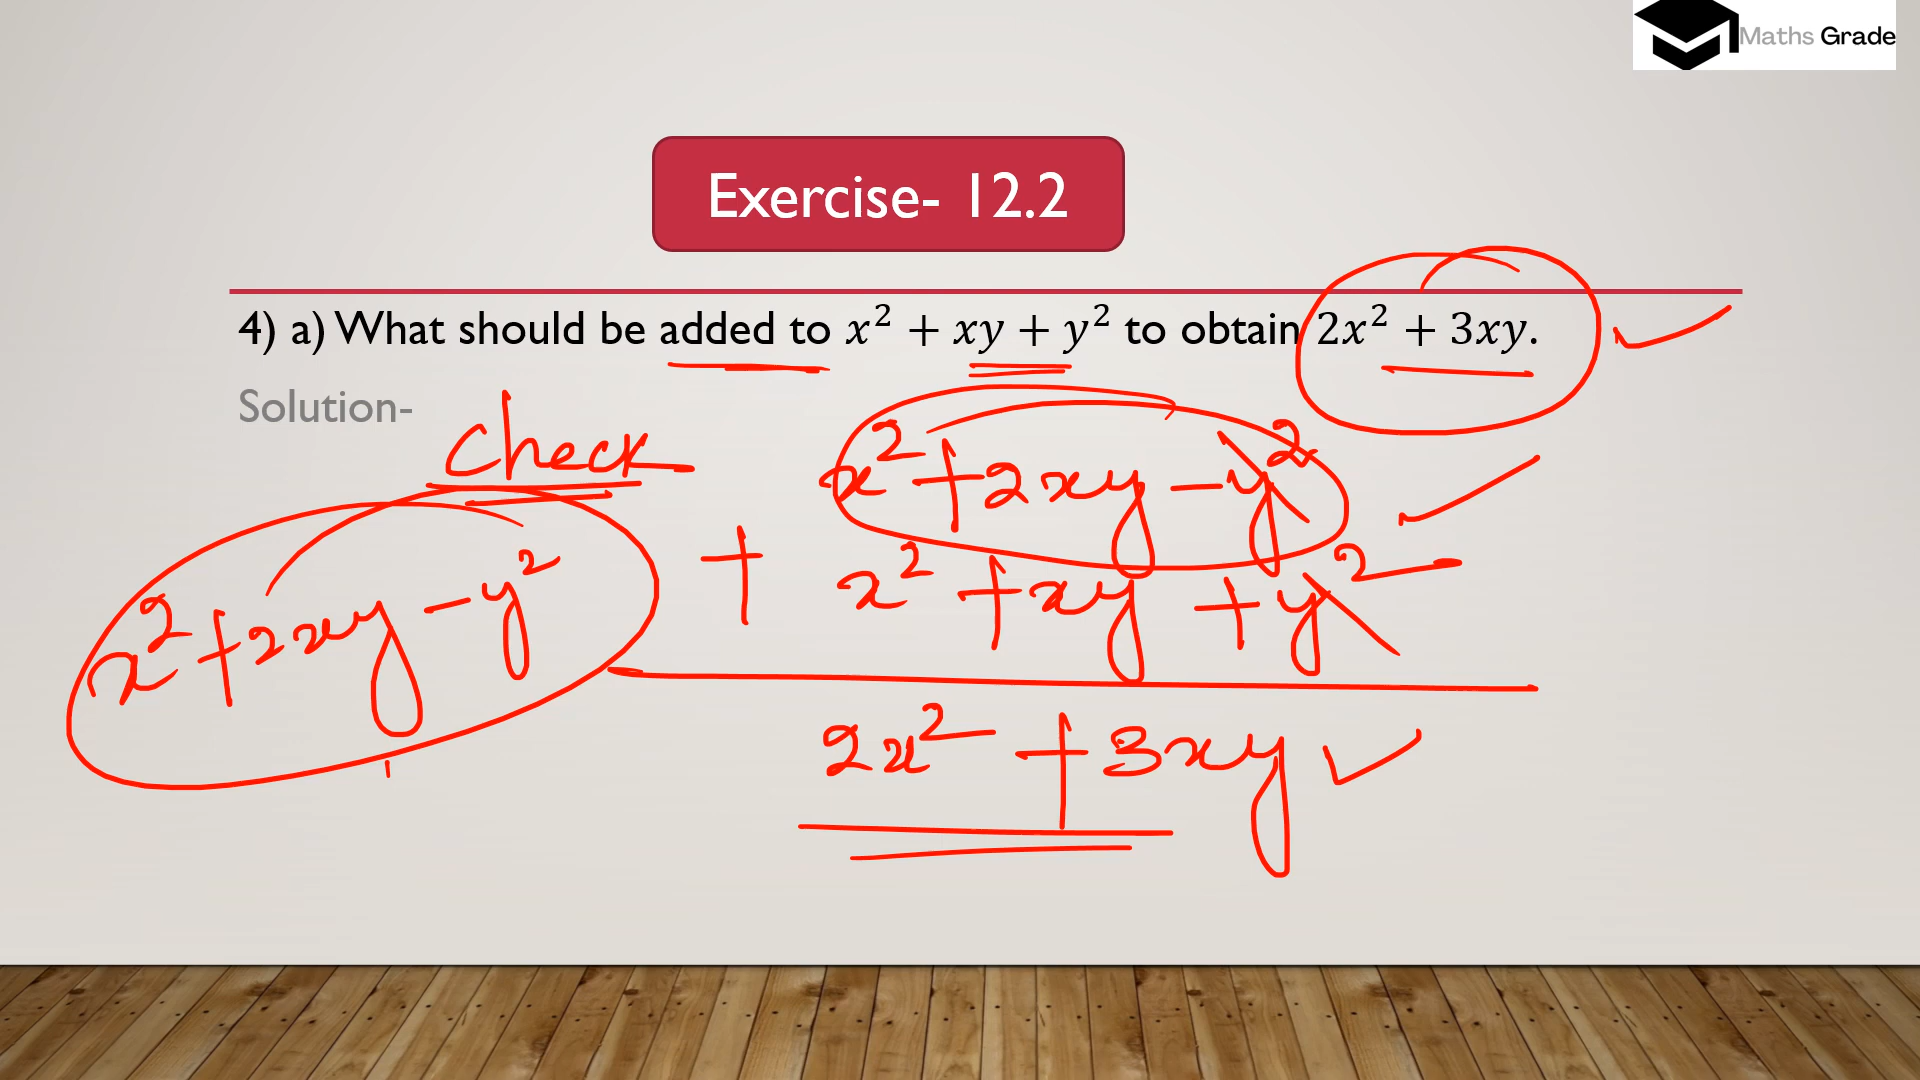 Maths Grade
Exercise- 12.2
4) a) What should be added to x² + xy + y² to obtain 2x² + 3xy.
Solution-
check
x² + 2xy - y²
x² + 2xy - y²
+ x² + xy + y²
2x² + 3xy